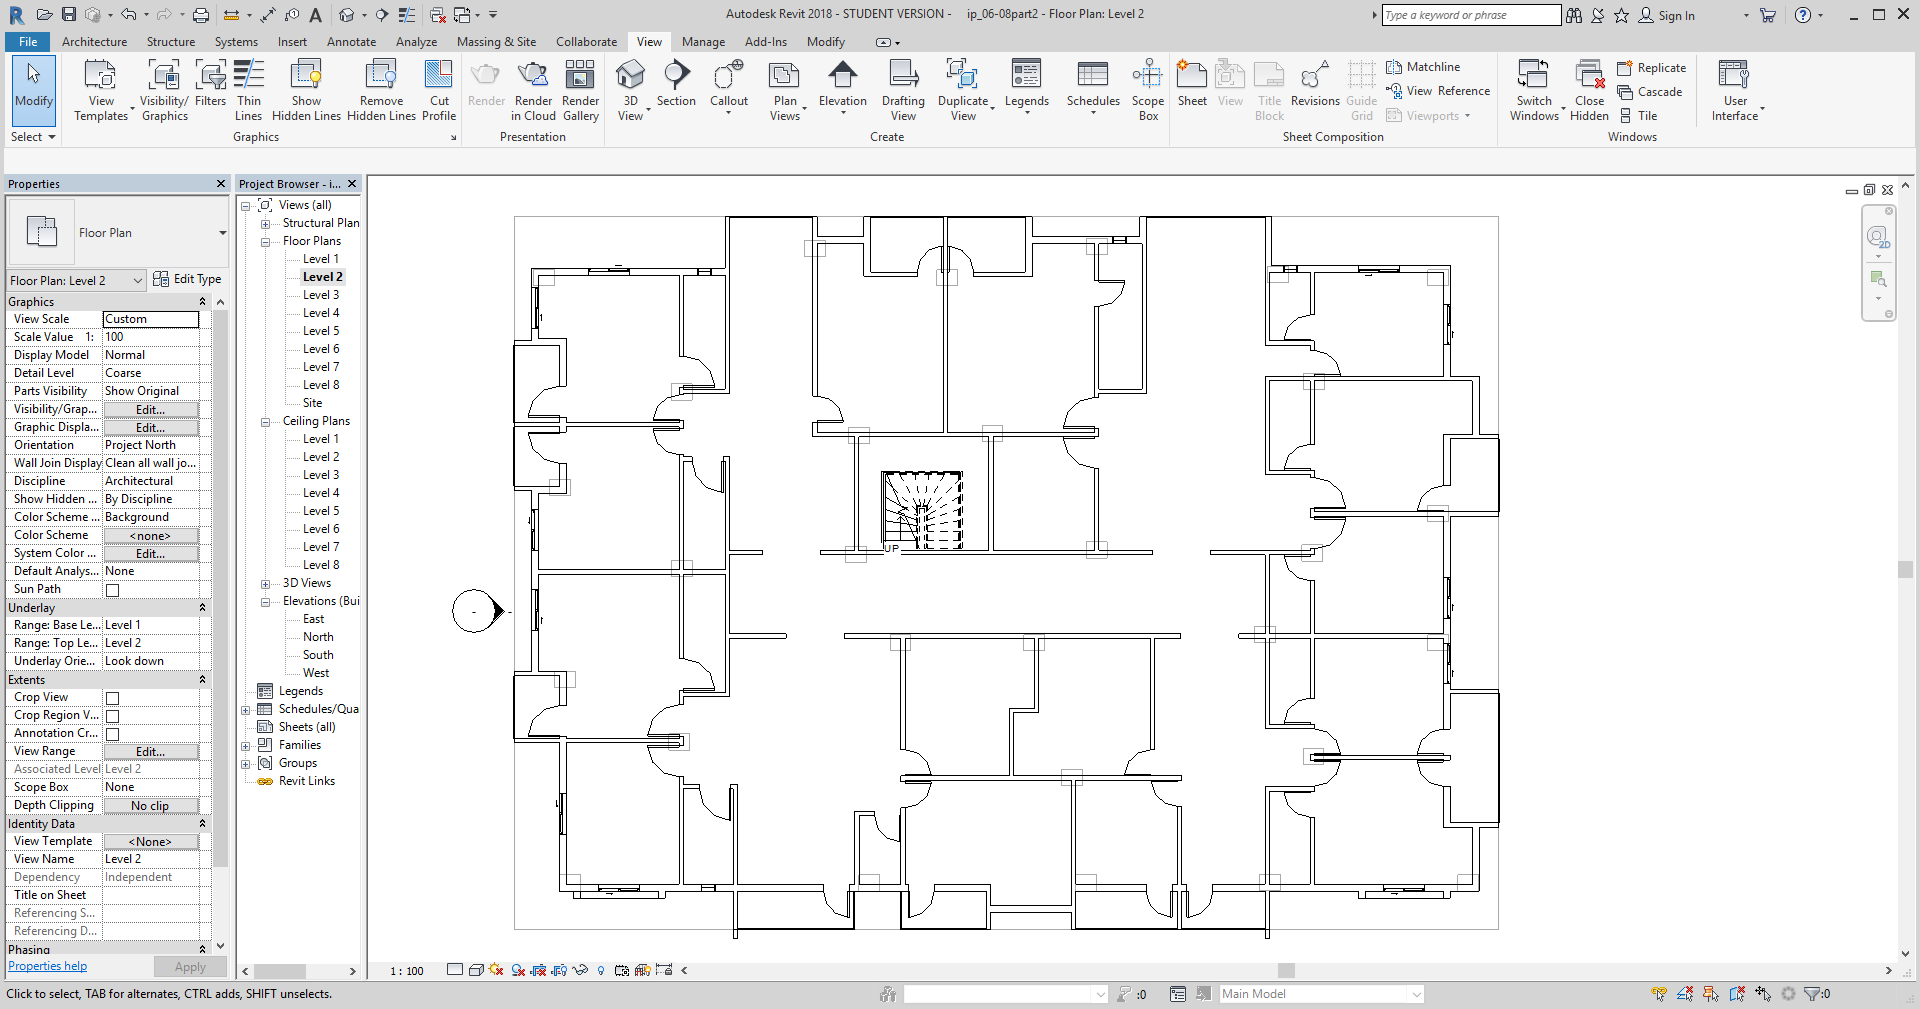 Autodesk Revit 2018 - STUDENT VERSION -     ip_06-08part2 - Floor Plan: Level 2
Type a keyword or phrase
Sign In
File Architecture Structure Systems Insert Annotate Analyze Massing & Site Collaborate View Manage Add-Ins Modify
Modify
View Templates
Visibility/ Graphics
Filters
Thin Lines
Show Hidden Lines
Remove Hidden Lines
Cut Profile
Render
Render in Cloud
Render Gallery
3D View
Section
Callout
Plan Views
Elevation
Drafting View
Duplicate View
Legends
Schedules
Scope Box
Sheet
View
Title Block
Revisions
Guide Grid
Matchline
View Reference
Viewports
Switch Windows
Close Hidden
Replicate
Cascade
Tile
User Interface
Select Graphics Presentation Create Sheet Composition Windows
Properties
Floor Plan
Floor Plan: Level 2 Edit Type
Graphics
View Scale Custom
Scale Value 1: 100
Display Model Normal
Detail Level Coarse
Parts Visibility Show Original
Visibility/Grap... Edit...
Graphic Displa... Edit...
Orientation Project North
Wall Join Display Clean all wall jo...
Discipline Architectural
Show Hidden ... By Discipline
Color Scheme ... Background
Color Scheme <none>
System Color ... Edit...
Default Analys... None
Sun Path
Underlay
Range: Base Le... Level 1
Range: Top Le... Level 2
Underlay Orie... Look down
Extents
Crop View
Crop Region V...
Annotation Cr...
View Range Edit...
Associated Level Level 2
Scope Box None
Depth Clipping No clip
Identity Data
View Template <None>
View Name Level 2
Dependency Independent
Title on Sheet
Referencing S...
Referencing D...
Phasing
Properties help Apply
Project Browser - i...
Views (all)
Structural Plan
Floor Plans
Level 1
Level 2
Level 3
Level 4
Level 5
Level 6
Level 7
Level 8
Site
Ceiling Plans
Level 1
Level 2
Level 3
Level 4
Level 5
Level 6
Level 7
Level 8
3D Views
Elevations (Bui
East
North
South
West
Legends
Schedules/Qua
Sheets (all)
Families
Groups
Revit Links
2D
UP
1 : 100
Click to select, TAB for alternates, CTRL adds, SHIFT unselects.
:0
Main Model
:0